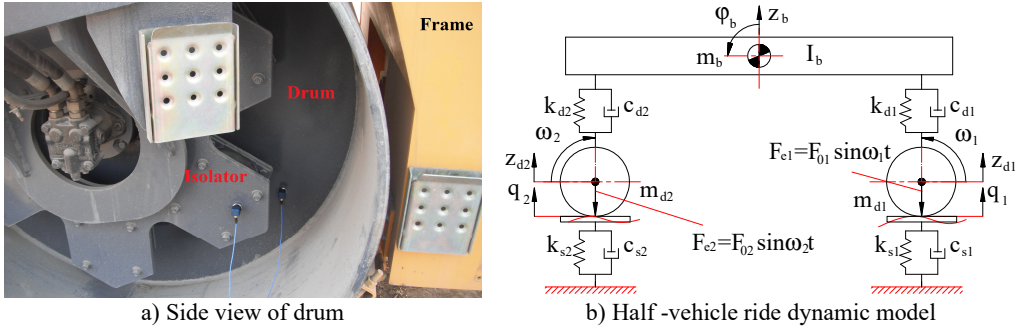 Frame
Drum
Isolator
φb zb
mb Ib
kd2 cd2 kd1 cd1
ω2 ω1
Fe1=F01 sinω1t
zd2 zd1
q2 md2 md1 q1
Fe2=F02 sinω2t
ks2 cs2 ks1 cs1
a) Side view of drum b) Half -vehicle ride dynamic model